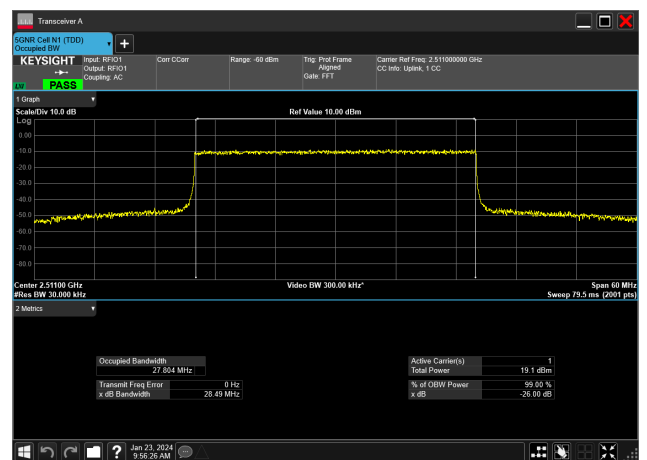 Transceiver A
5GNR Cell N1 (TDD)
Occupied BW
KEYSIGHT
LV PASS
Input: RFIO1
Output: RFIO1
Coupling: AC
Corr CCorr
Range: -60 dBm
Trig: Prot Frame
Aligned
Gate: FFT
Carrier Ref Freq: 2.511000000 GHz
CC Info: Uplink, 1 CC
1 Graph
Scale/Div 10.0 dB
Ref Value 10.00 dBm
Log
0.00
-10.0
-20.0
-30.0
-40.0
-50.0
-60.0
-70.0
-80.0
Center 2.51100 GHz
#Res BW 30.000 kHz
Video BW 300.00 kHz^
Span 60 MHz
Sweep 79.5 ms (2001 pts)
2 Metrics
Occupied Bandwidth
27.804 MHz
Transmit Freq Error 0 Hz
x dB Bandwidth 28.49 MHz
Active Carrier(s) 1
Total Power 19.1 dBm
% of OBW Power 99.00 %
x dB -26.00 dB
Jan 23, 2024
9:56:26 AM